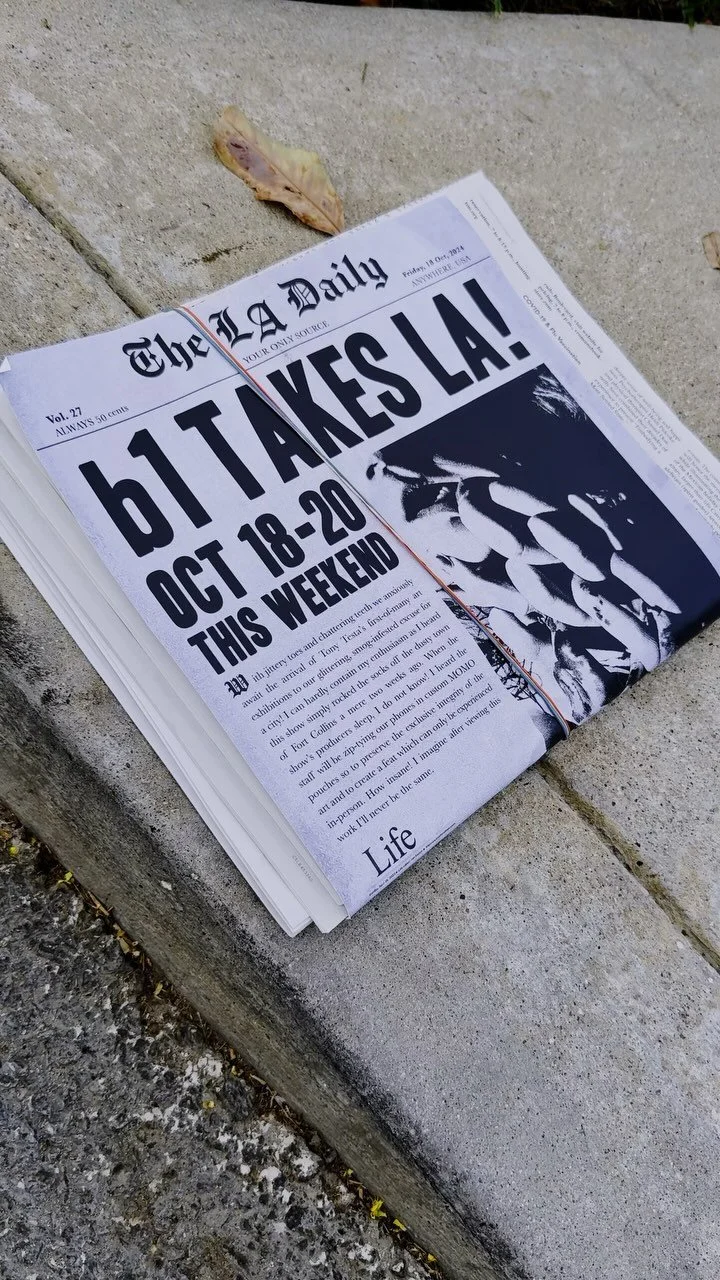 The LA Daily
YOUR ONLY SOURCE
Friday, 18 Oct, 2024
ANYWHERE, USA
Vol. 27
ALWAYS 50 cents
b1 TAKES LA!
OCT 18-20
THIS WEEKEND
With jittery toes and chattering teeth we anxiously
await the arrival of Tony Testa's first-of-many art
exhibitions to our glittering, smog-infested excuse for
a city! I can hardly contain my enthusiasm as I heard
this show simply rocked the socks off the dusty town
of Fort Collins a mere two weeks ago. When the
show's producers sleep, I do not know! I heard the
staff will be zip-tying our phones in custom MOMO
pouches so to preserve the exclusive integrity of the
art and to create a feat which can only be experienced
in-person. How insane! I imagine after viewing this
work I'll never be the same.
Life
COVID-19 & Flu Vaccination